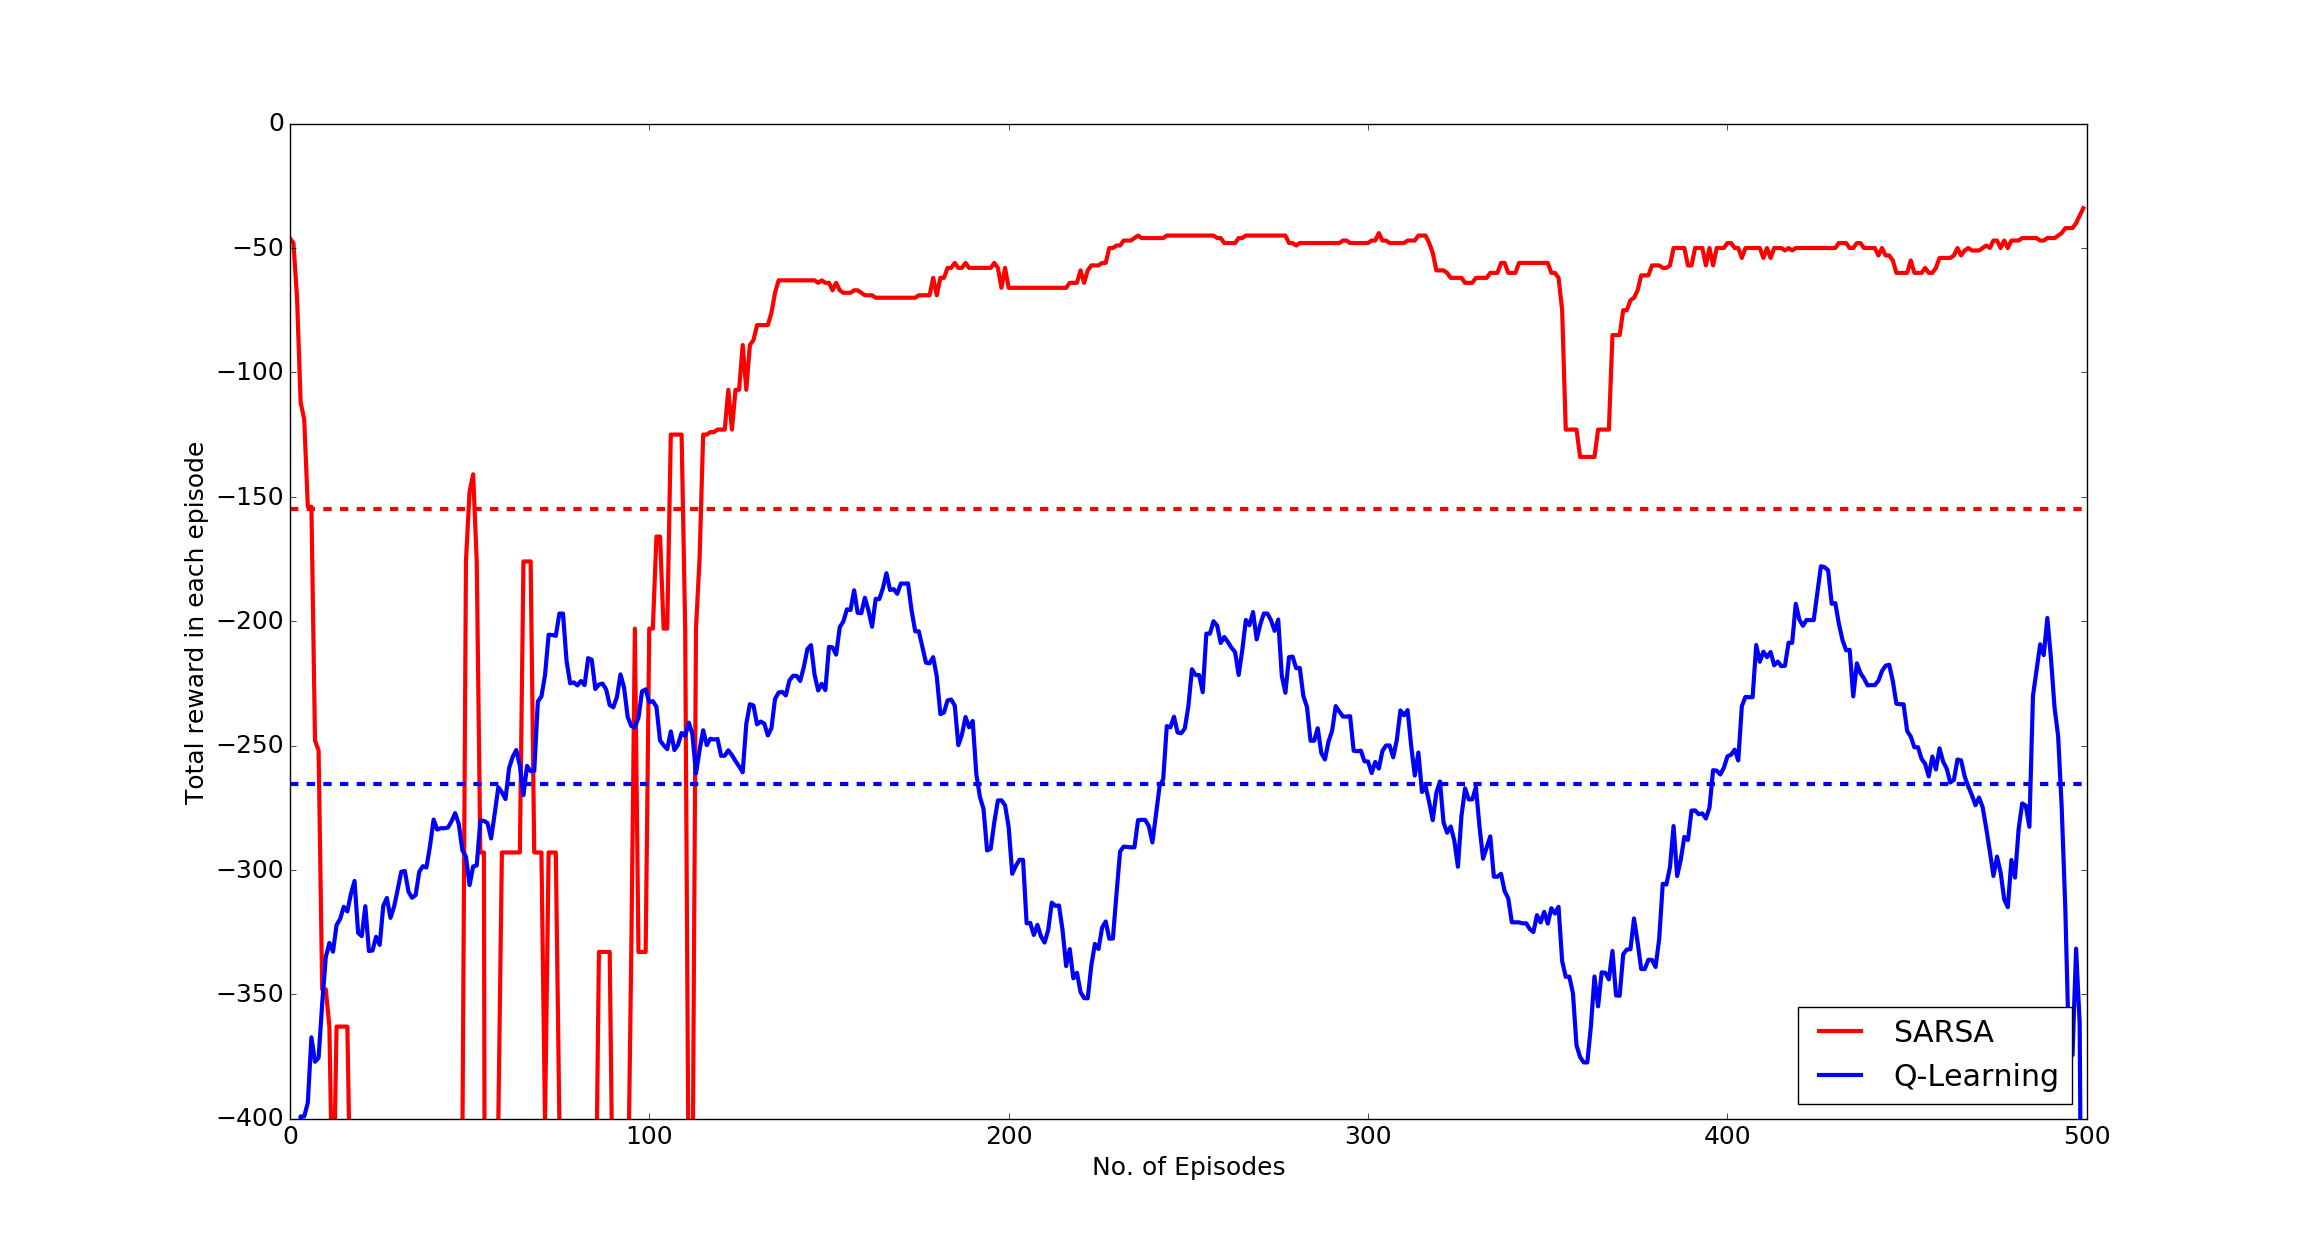 0
−50
−100
−150
−200
−250
−300
−350
−400
Total reward in each episode
0 100 200 300 400 500
No. of Episodes
SARSA
Q-Learning